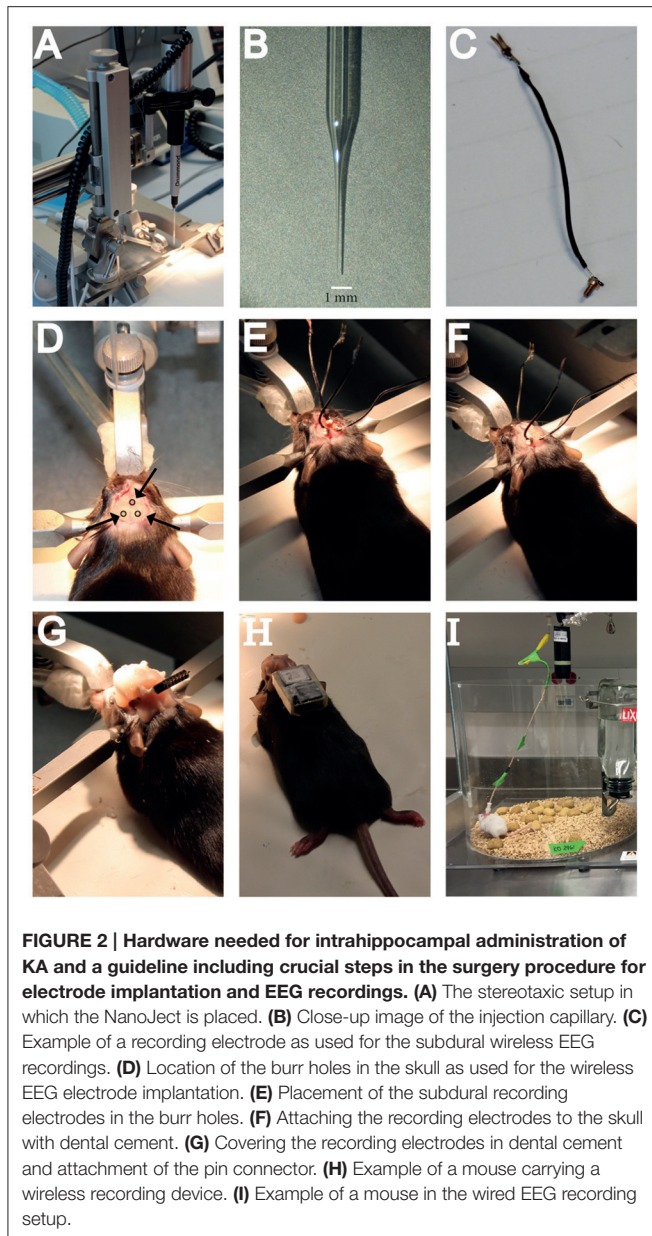 A
B
C
1 mm
D
E
F
G
H
I
LIX
FIGURE 2 | Hardware needed for intrahippocampal administration of
KA and a guideline including crucial steps in the surgery procedure for
electrode implantation and EEG recordings. (A) The stereotaxic setup in
which the NanoJect is placed. (B) Close-up image of the injection capillary. (C)
Example of a recording electrode as used for the subdural wireless EEG
recordings. (D) Location of the burr holes in the skull as used for the wireless
EEG electrode implantation. (E) Placement of the subdural recording
electrodes in the burr holes. (F) Attaching the recording electrodes to the skull
with dental cement. (G) Covering the recording electrodes in dental cement
and attachment of the pin connector. (H) Example of a mouse carrying a
wireless recording device. (I) Example of a mouse in the wired EEG recording
setup.